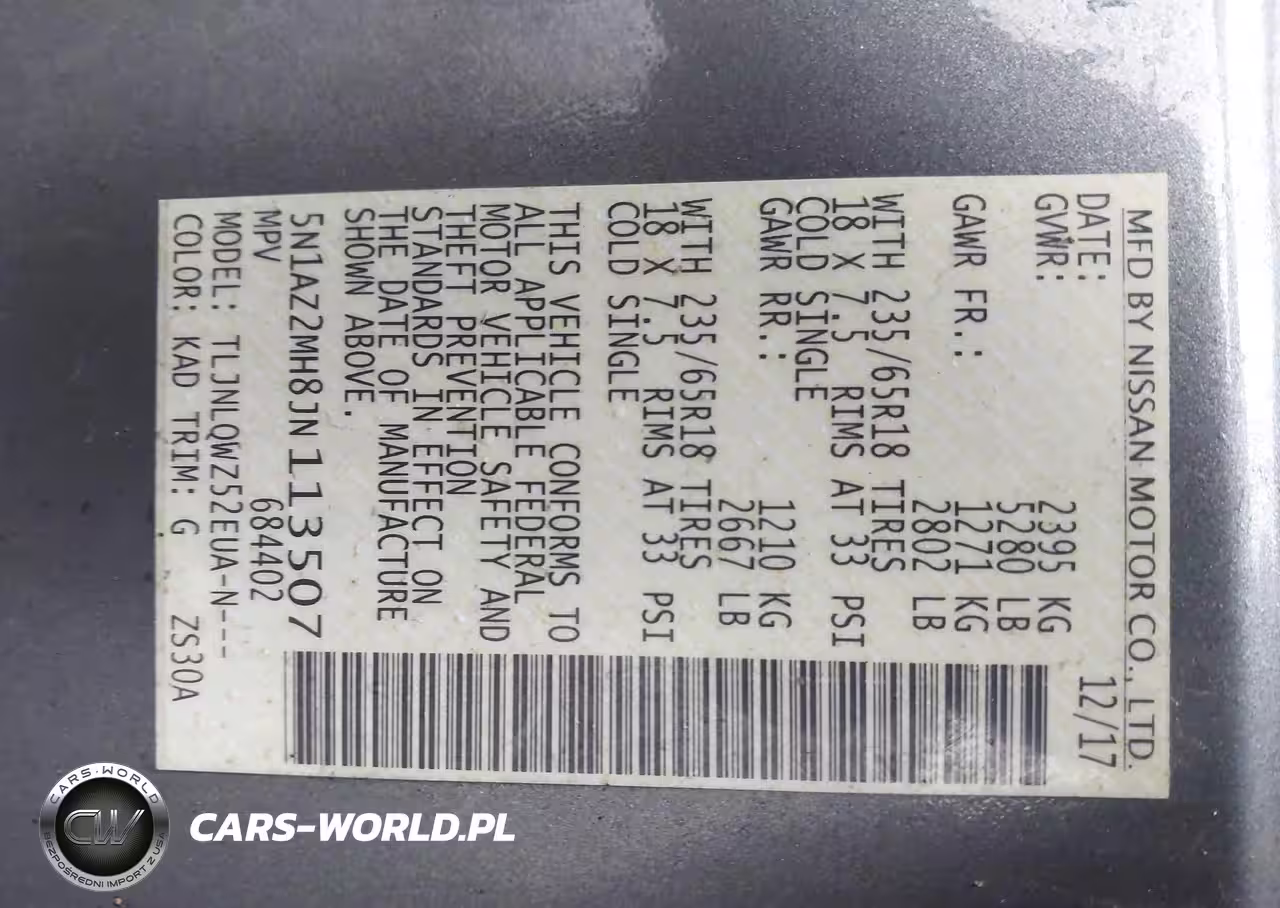 MFD BY NISSAN MOTOR CO., LTD.
DATE: 12/17
GVWR: 2395 KG
5280 LB
GAWR FR.: 1271 KG
2802 LB
WITH 235/65R18 TIRES
18 X 7.5 RIMS AT 33 PSI
COLD SINGLE
GAWR RR.: 1210 KG
2667 LB
WITH 235/65R18 TIRES
18 X 7.5 RIMS AT 33 PSI
COLD SINGLE
THIS VEHICLE CONFORMS TO
ALL APPLICABLE FEDERAL
MOTOR VEHICLE SAFETY AND
THEFT PREVENTION
STANDARDS IN EFFECT ON
THE DATE OF MANUFACTURE
SHOWN ABOVE.
5N1AZ2MH8JN113507
MPV 684402
MODEL: TLJNLQWZ52EUA-N---
COLOR: KAD TRIM: G ZS30A
CARS-WORLD
CW
BEZPOŚREDNI IMPORT Z USA
CARS-WORLD.PL